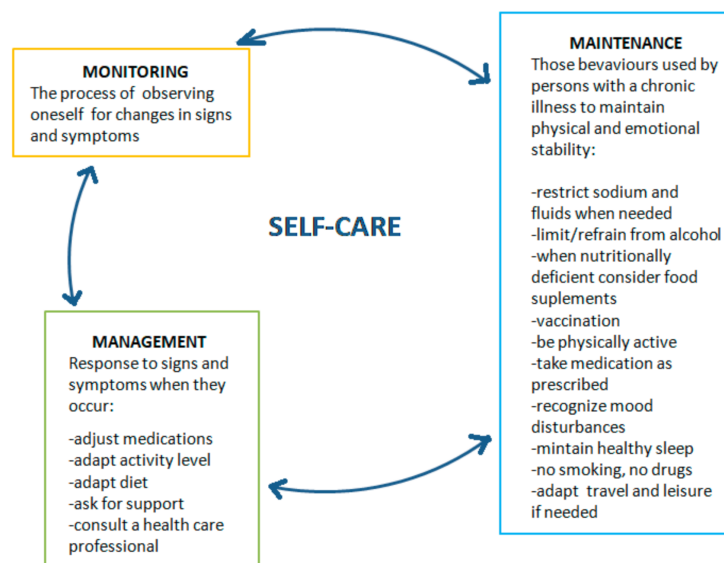 MONITORING
The process of  observing
oneself  for changes in signs
and symptoms
SELF-CARE
MANAGEMENT
Response to signs and
symptoms when they
occur:
-adjust medications
-adapt activity level
-adapt diet
-ask for support
-consult a health care
professional
MAINTENANCE
Those bevaviours used by
persons with a chronic
illness to maintain
physical and emotional
stability:
-restrict sodium and
fluids when needed
-limit/refrain from alcohol
-when nutritionally
deficient consider food
suplements
-vaccination
-be physically active
-take medication as
prescribed
-recognize mood
disturbances
-mintain healthy sleep
-no smoking, no drugs
-adapt  travel and leisure
if needed